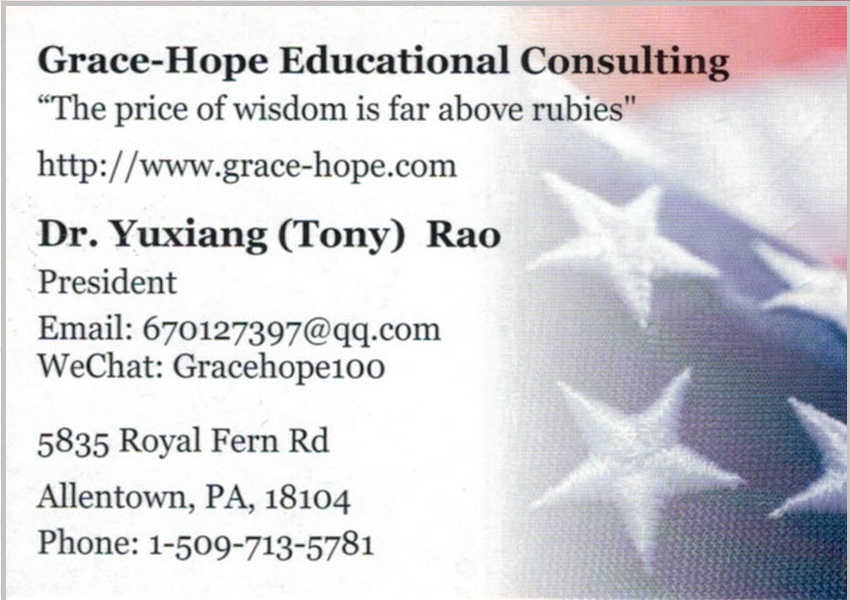 Grace-Hope Educational Consulting
“The price of wisdom is far above rubies"
http://www.grace-hope.com
Dr. Yuxiang (Tony)  Rao
President
Email: 670127397@qq.com
WeChat: Gracehope100
5835 Royal Fern Rd
Allentown, PA, 18104
Phone: 1-509-713-5781